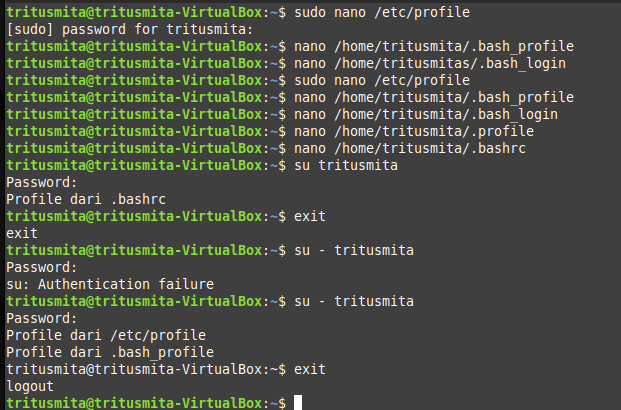 tritusmita@tritusmita-VirtualBox:~$ sudo nano /etc/profile
[sudo] password for tritusmita:
tritusmita@tritusmita-VirtualBox:~$ nano /home/tritusmita/.bash_profile
tritusmita@tritusmita-VirtualBox:~$ nano /home/tritusmitas/.bash_login
tritusmita@tritusmita-VirtualBox:~$ sudo nano /etc/profile
tritusmita@tritusmita-VirtualBox:~$ nano /home/tritusmita/.bash_profile
tritusmita@tritusmita-VirtualBox:~$ nano /home/tritusmita/.bash_login
tritusmita@tritusmita-VirtualBox:~$ nano /home/tritusmita/.profile
tritusmita@tritusmita-VirtualBox:~$ nano /home/tritusmita/.bashrc
tritusmita@tritusmita-VirtualBox:~$ su tritusmita
Password:
Profile dari .bashrc
tritusmita@tritusmita-VirtualBox:~$ exit
exit
tritusmita@tritusmita-VirtualBox:~$ su - tritusmita
Password:
su: Authentication failure
tritusmita@tritusmita-VirtualBox:~$ su - tritusmita
Password:
Profile dari /etc/profile
Profile dari .bash_profile
tritusmita@tritusmita-VirtualBox:~$ exit
logout
tritusmita@tritusmita-VirtualBox:~$